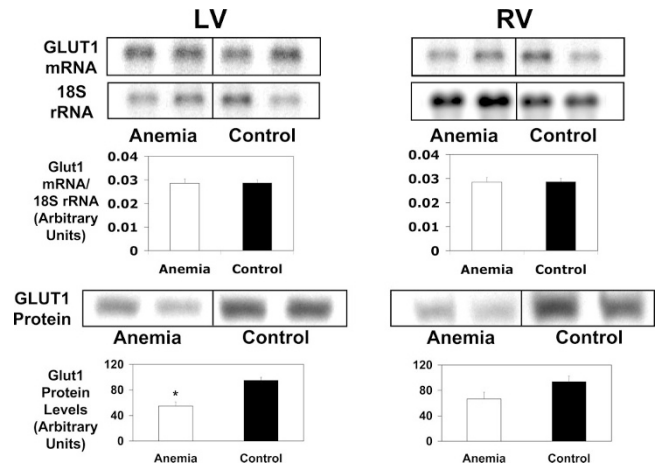 LV
RV
GLUT1
mRNA
18S
rRNA
Anemia Control
Anemia Control
Glut1
mRNA/
18S rRNA
(Arbitrary
Units)
0.04
0.03
0.02
0.01
0
Anemia Control
0.04
0.03
0.02
0.01
0
Anemia Control
GLUT1
Protein
Anemia Control
Anemia Control
Glut1
Protein
Levels
(Arbitrary
Units)
120
80
40
0
*
Anemia Control
120
80
40
0
Anemia Control